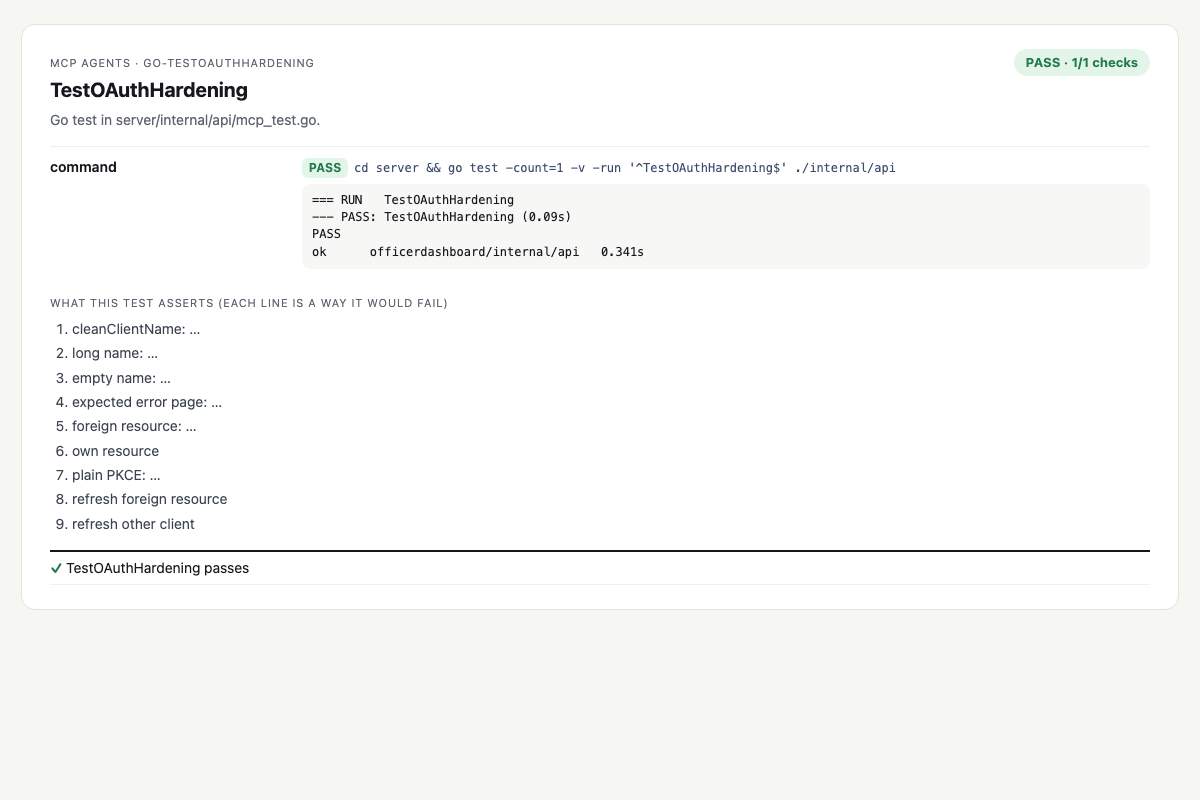 MCP AGENTS · GO-TESTOAUTHHARDENING
PASS · 1/1 checks
TestOAuthHardening
Go test in server/internal/api/mcp_test.go.
command
PASS cd server && go test -count=1 -v -run '^TestOAuthHardening$' ./internal/api
=== RUN   TestOAuthHardening
--- PASS: TestOAuthHardening (0.09s)
PASS
ok      officerdashboard/internal/api   0.341s
WHAT THIS TEST ASSERTS (EACH LINE IS A WAY IT WOULD FAIL)
1. cleanClientName: …
2. long name: …
3. empty name: …
4. expected error page: …
5. foreign resource: …
6. own resource
7. plain PKCE: …
8. refresh foreign resource
9. refresh other client
✓ TestOAuthHardening passes